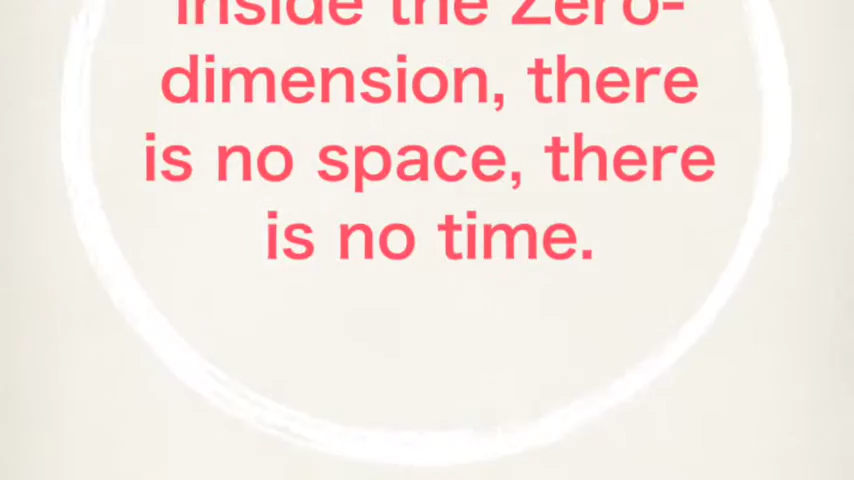 Inside the Zero-
dimension, there
is no space, there
is no time.